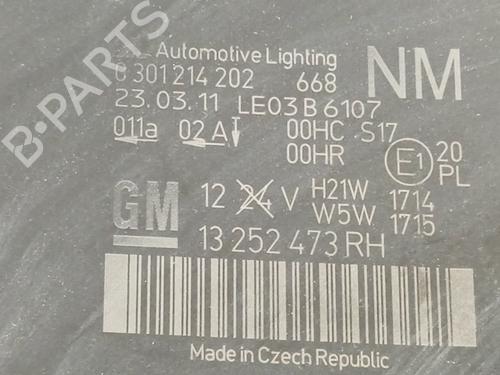 Automotive Lighting NM
0 301 214 202 668
23.03.11 LE03 B 6107
011a 02A 00HC S17
00HR E1 20 PL
GM 12 24 V H21W 1714
W5W 1715
13 252 473 RH
Made in Czech Republic
B-PARTS